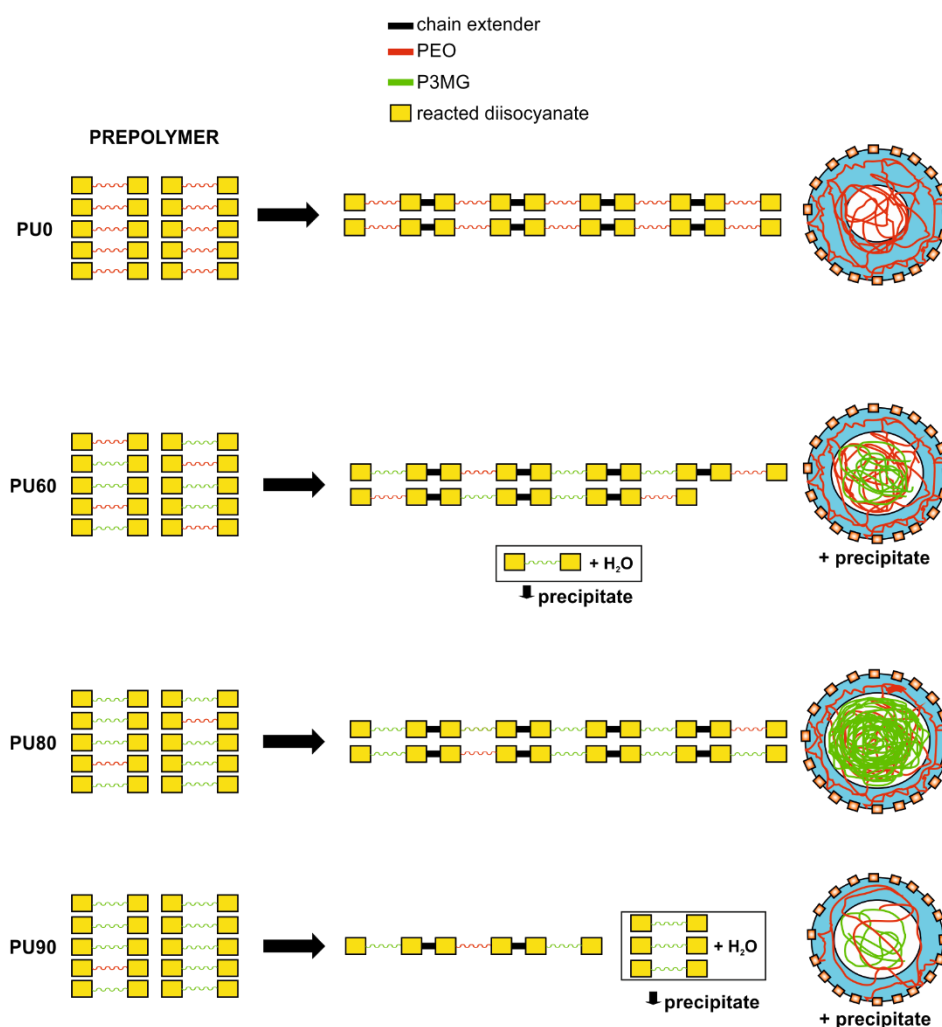 chain extender
PEO
P3MG
reacted diisocyanate
PREPOLYMER
PU0
PU60
+ H₂O
precipitate
+ precipitate
PU80
PU90
+ H₂O
precipitate
+ precipitate